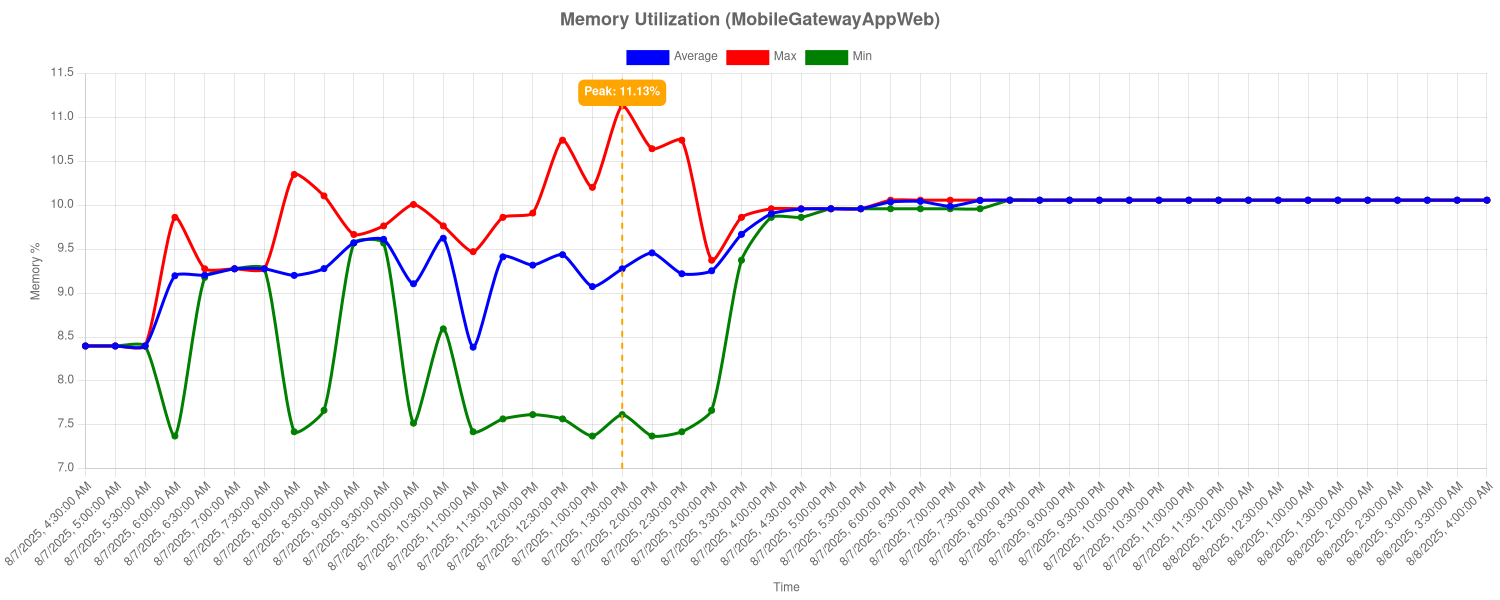 Memory Utilization (MobileGatewayAppWeb)
Average Max Min
Peak: 11.13%
11.5
11.0
10.5
10.0
9.5
9.0
8.5
8.0
7.5
7.0
Memory %
8/7/2025, 4:30:00 AM
8/7/2025, 5:00:00 AM
8/7/2025, 5:30:00 AM
8/7/2025, 6:00:00 AM
8/7/2025, 6:30:00 AM
8/7/2025, 7:00:00 AM
8/7/2025, 7:30:00 AM
8/7/2025, 8:00:00 AM
8/7/2025, 8:30:00 AM
8/7/2025, 9:00:00 AM
8/7/2025, 9:30:00 AM
8/7/2025, 10:00:00 AM
8/7/2025, 10:30:00 AM
8/7/2025, 11:00:00 AM
8/7/2025, 11:30:00 AM
8/7/2025, 12:00:00 PM
8/7/2025, 12:30:00 PM
8/7/2025, 1:00:00 PM
8/7/2025, 1:30:00 PM
8/7/2025, 2:00:00 PM
8/7/2025, 2:30:00 PM
8/7/2025, 3:00:00 PM
8/7/2025, 3:30:00 PM
8/7/2025, 4:00:00 PM
8/7/2025, 4:30:00 PM
8/7/2025, 5:00:00 PM
8/7/2025, 5:30:00 PM
8/7/2025, 6:00:00 PM
8/7/2025, 6:30:00 PM
8/7/2025, 7:00:00 PM
8/7/2025, 7:30:00 PM
8/7/2025, 8:00:00 PM
8/7/2025, 8:30:00 PM
8/7/2025, 9:00:00 PM
8/7/2025, 9:30:00 PM
8/7/2025, 10:00:00 PM
8/7/2025, 10:30:00 PM
8/7/2025, 11:00:00 PM
8/7/2025, 11:30:00 PM
8/8/2025, 12:00:00 AM
8/8/2025, 12:30:00 AM
8/8/2025, 1:00:00 AM
8/8/2025, 1:30:00 AM
8/8/2025, 2:00:00 AM
8/8/2025, 2:30:00 AM
8/8/2025, 3:00:00 AM
8/8/2025, 3:30:00 AM
8/8/2025, 4:00:00 AM
Time